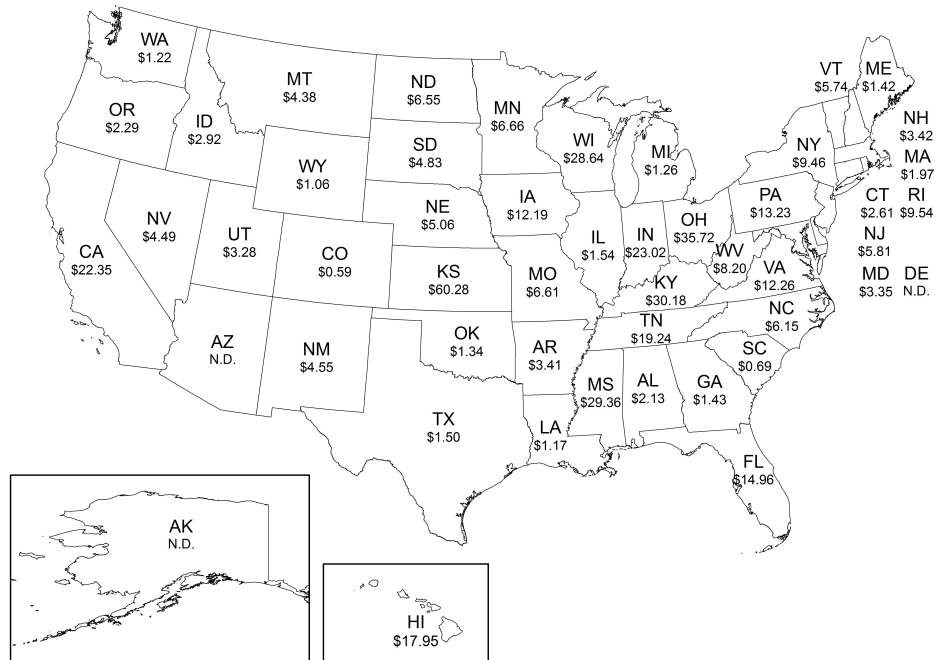 WA
$1.22
MT
$4.38
ND
$6.55
MN
$6.66
VT
$5.74
ME
$1.42
OR
$2.29
ID
$2.92
WY
$1.06
SD
$4.83
WI
$28.64
MI
$1.26
NY
$9.46
NH
$3.42
MA
$1.97
CT
$2.61
RI
$9.54
NJ
$5.81
MD
$3.35
DE
N.D.
CA
$22.35
NV
$4.49
UT
$3.28
CO
$0.59
NE
$5.06
KS
$60.28
IA
$12.19
MO
$6.61
IL
$1.54
IN
$23.02
OH
$35.72
PA
$13.23
WV
$8.20
VA
$12.26
KY
$30.18
TN
$19.24
NC
$6.15
SC
$0.69
AZ
N.D.
NM
$4.55
OK
$1.34
AR
$3.41
MS
$29.36
AL
$2.13
GA
$1.43
TX
$1.50
LA
$1.17
FL
$14.96
AK
N.D.
HI
$17.95